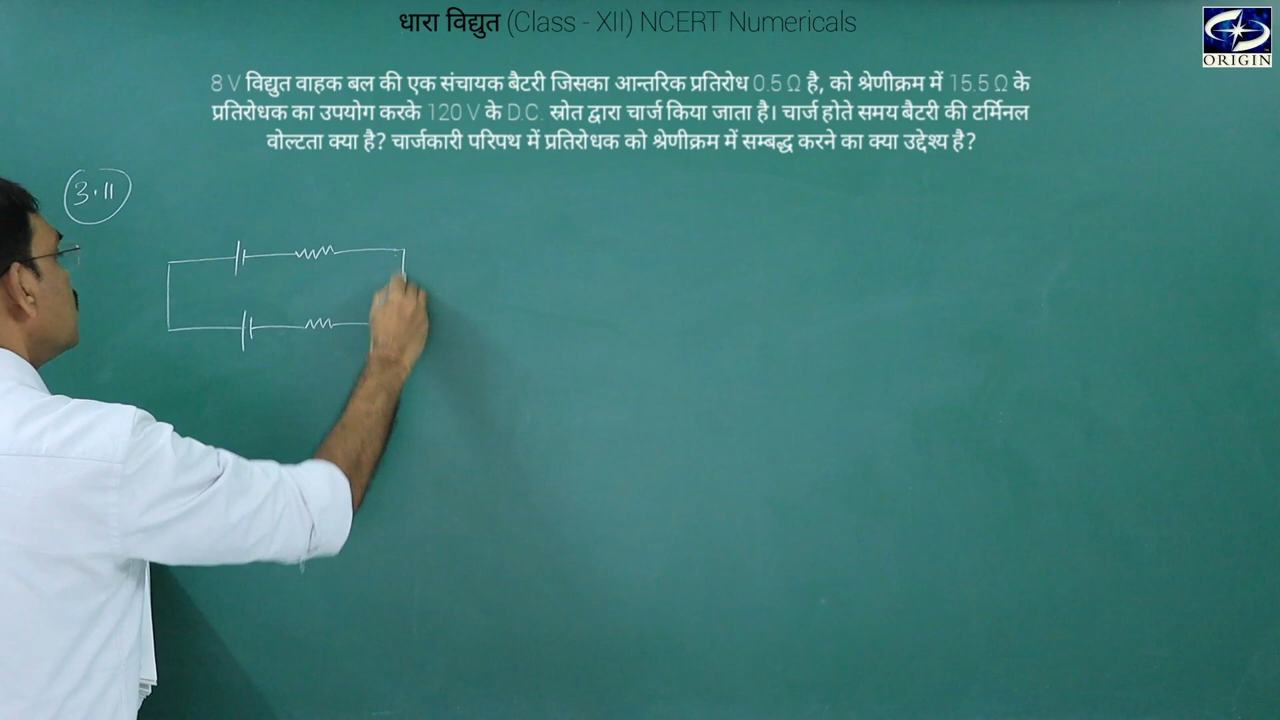 धारा विद्युत (Class - XII) NCERT Numericals
ORIGIN
8 V विद्युत वाहक बल की एक संचायक बैटरी जिसका आन्तरिक प्रतिरोध 0.5 Ω है, को श्रेणीक्रम में 15.5 Ω के
प्रतिरोधक का उपयोग करके 120 V के D.C. स्रोत द्वारा चार्ज किया जाता है। चार्ज होते समय बैटरी की टर्मिनल
वोल्टता क्या है? चार्जकारी परिपथ में प्रतिरोधक को श्रेणीक्रम में सम्बद्ध करने का क्या उद्देश्य है?
3.11